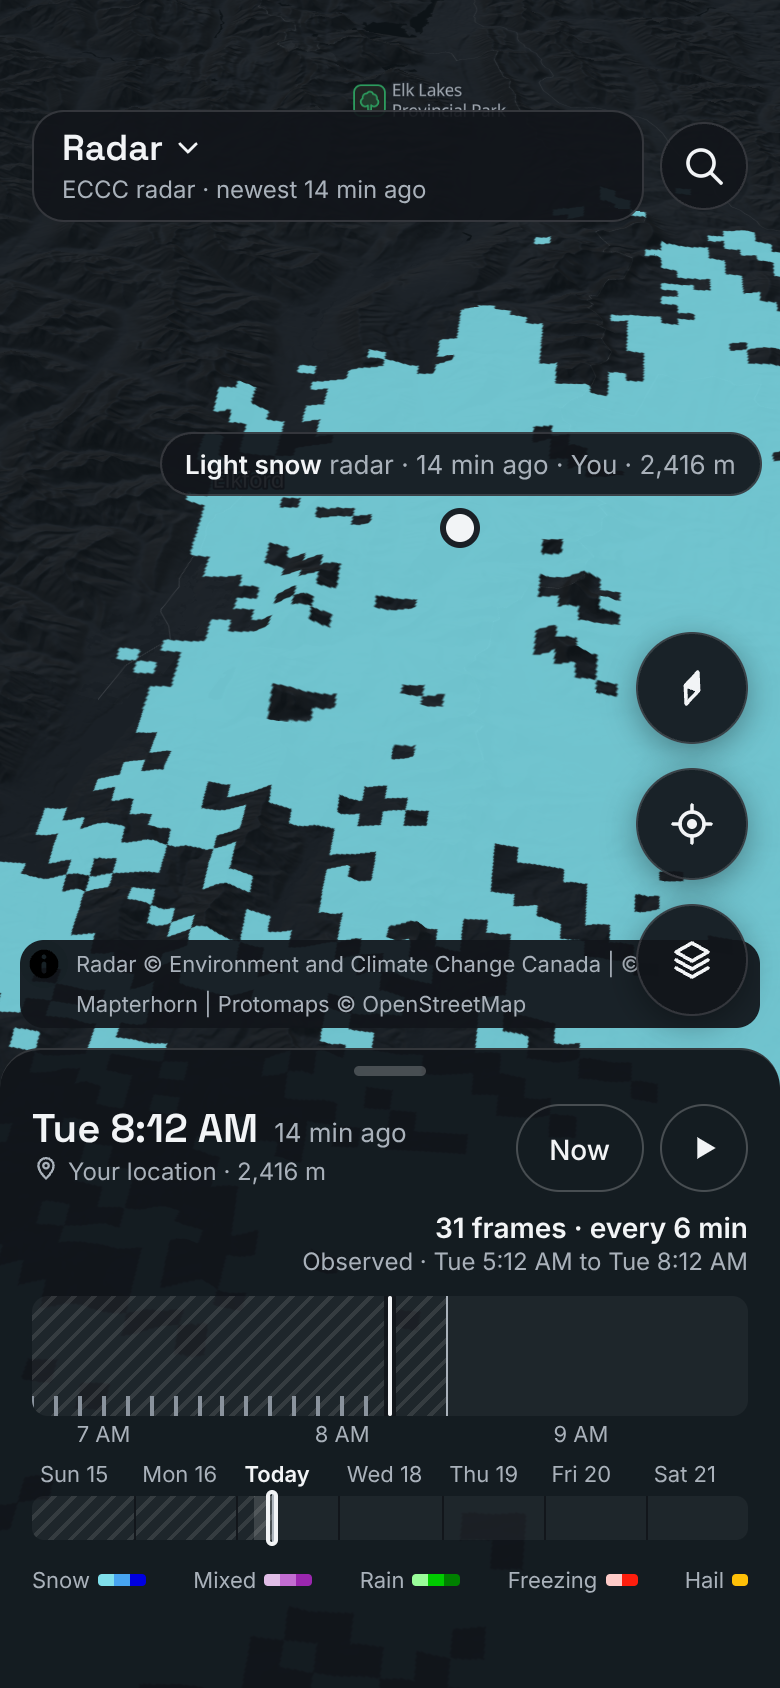 Elk Lakes
Provincial Park
Radar
ECCC radar · newest 14 min ago
Light snow radar · 14 min ago · You · 2,416 m
Elkford
Radar © Environment and Climate Change Canada | ©
Mapterhorn | Protomaps © OpenStreetMap
Tue 8:12 AM 14 min ago
Your location · 2,416 m
Now
31 frames · every 6 min
Observed · Tue 5:12 AM to Tue 8:12 AM
7 AM 8 AM 9 AM
Sun 15 Mon 16 Today Wed 18 Thu 19 Fri 20 Sat 21
Snow Mixed Rain Freezing Hail